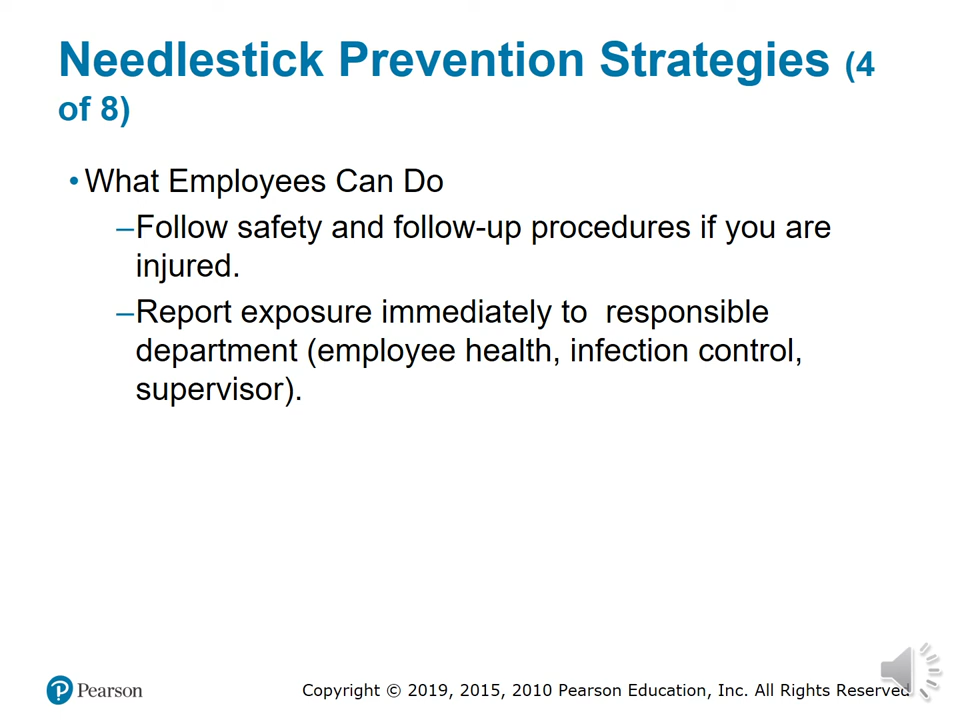 Needlestick Prevention Strategies (4
of 8)
• What Employees Can Do
–Follow safety and follow-up procedures if you are
injured.
–Report exposure immediately to  responsible
department (employee health, infection control,
supervisor).
Pearson
Copyright © 2019, 2015, 2010 Pearson Education, Inc. All Rights Reserved